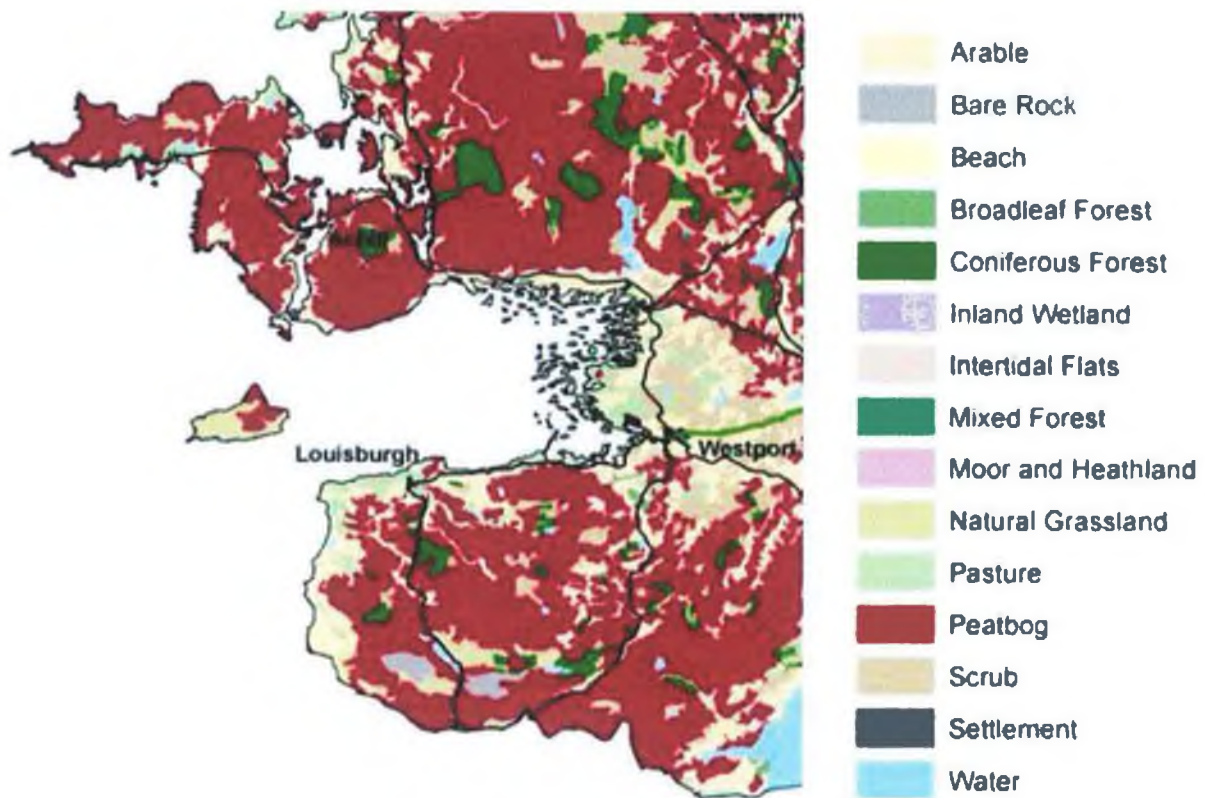 Louisburgh
Westport
Arable
Bare Rock
Beach
Broadleaf Forest
Coniferous Forest
Inland Wetland
Intertidal Flats
Mixed Forest
Moor and Heathland
Natural Grassland
Pasture
Peatbog
Scrub
Settlement
Water